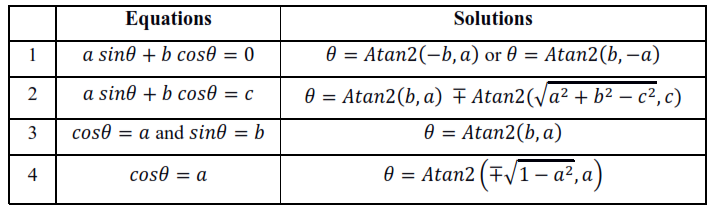 Equations Solutions
1 a sinθ + b cosθ = 0 θ = Atan2(−b, a) or θ = Atan2(b, −a)
2 a sinθ + b cosθ = c θ = Atan2(b, a) ∓ Atan2(√a² + b² − c², c)
3 cosθ = a and sinθ = b θ = Atan2(b, a)
4 cosθ = a θ = Atan2 (∓√1 − a², a)